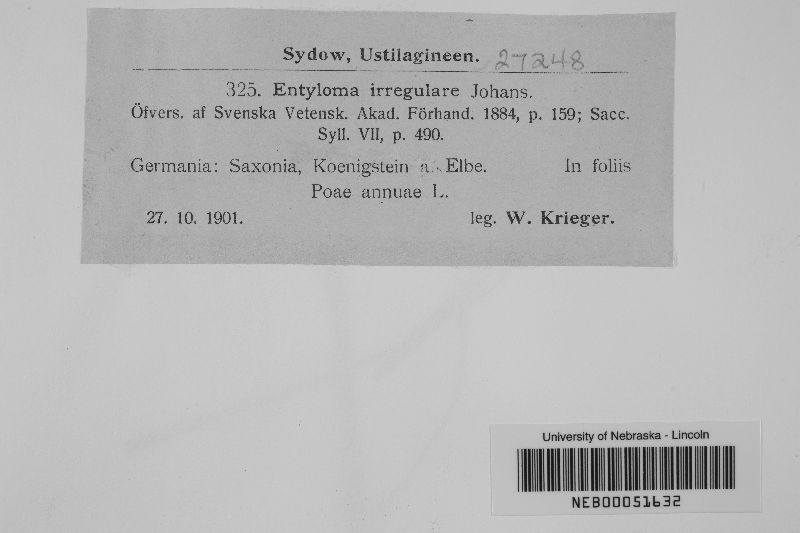 Sydow, Ustilagineen. 27248
325. Entyloma irregulare Johans.
Öfvers. af Svenska Vetensk. Akad. Förhand. 1884, p. 159; Sacc.
Syll. VII, p. 490.
Germania: Saxonia, Koenigstein a. Elbe. In foliis
Poae annuae L.
27. 10. 1901. leg. W. Krieger.
University of Nebraska - Lincoln
NEB00051632